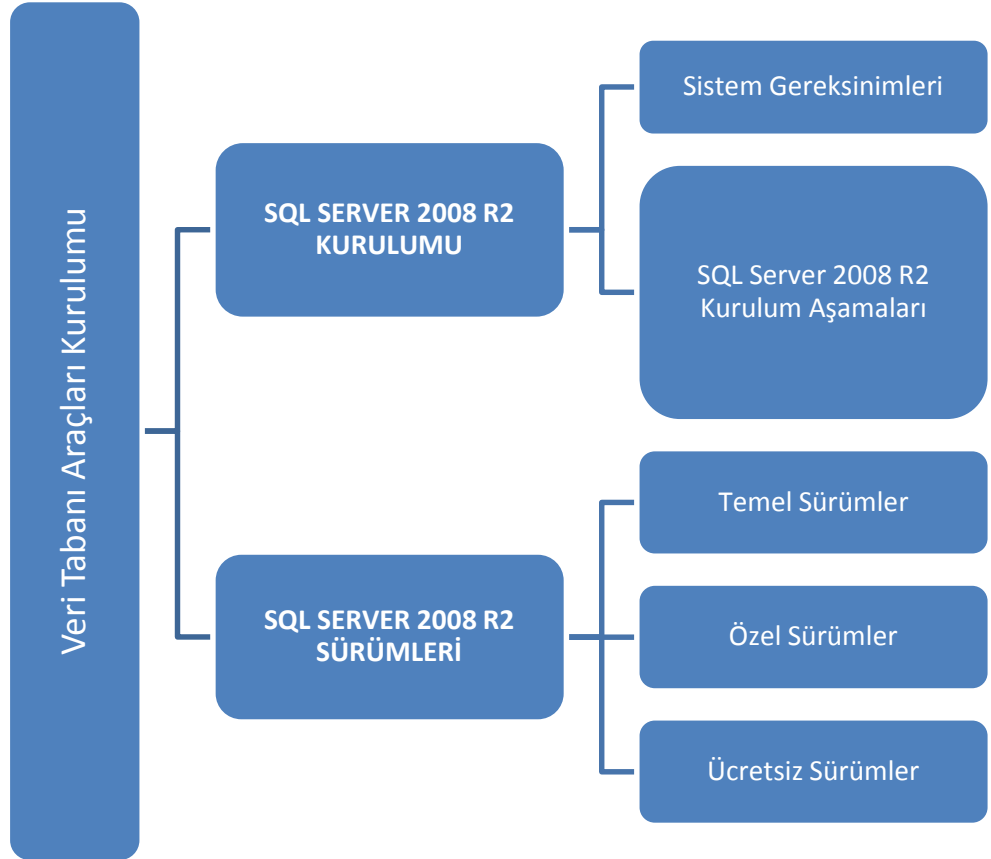 Veri Tabanı Araçları Kurulumu
SQL SERVER 2008 R2
KURULUMU
Sistem Gereksinimleri
SQL Server 2008 R2
Kurulum Aşamaları
SQL SERVER 2008 R2
SÜRÜMLERİ
Temel Sürümler
Özel Sürümler
Ücretsiz Sürümler